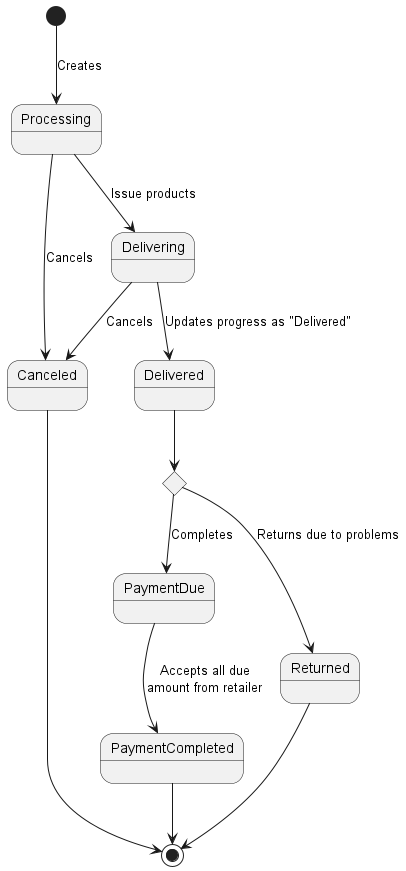 Creates
Processing
Issue products
Cancels
Delivering
Cancels
Updates progress as "Delivered"
Canceled
Delivered
Completes
Returns due to problems
PaymentDue
Returned
Accepts all due
amount from retailer
PaymentCompleted